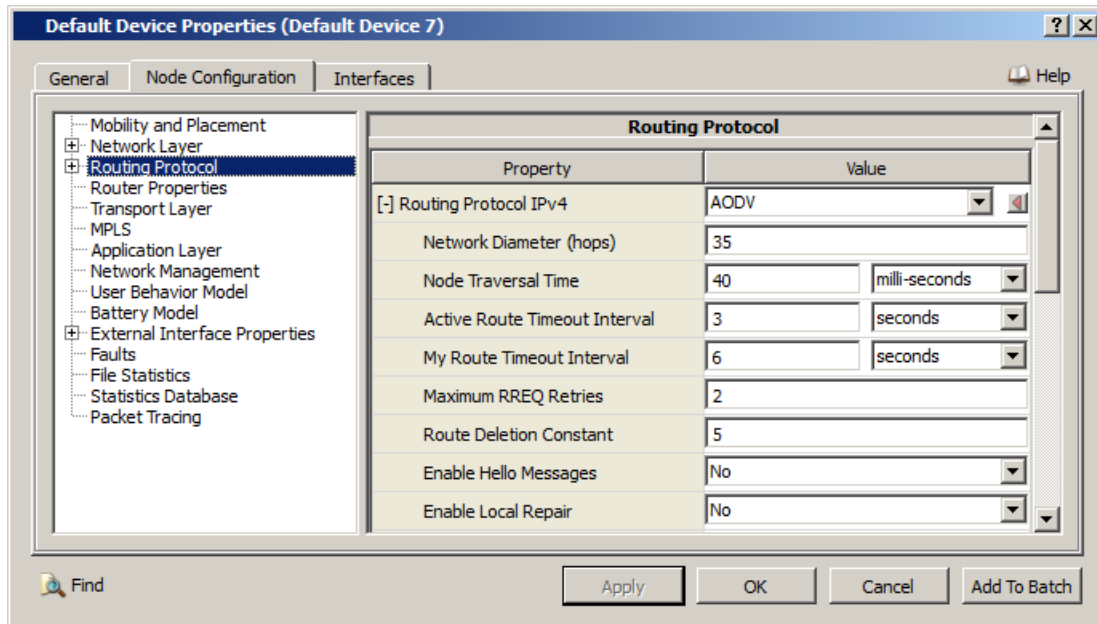 Default Device Properties (Default Device 7)
General
Node Configuration
Interfaces
Help
Mobility and Placement
Network Layer
Routing Protocol
Router Properties
Transport Layer
MPLS
Application Layer
Network Management
User Behavior Model
Battery Model
External Interface Properties
Faults
File Statistics
Statistics Database
Packet Tracing
Routing Protocol
Property Value
[-] Routing Protocol IPv4 AODV
Network Diameter (hops) 35
Node Traversal Time 40 milli-seconds
Active Route Timeout Interval 3 seconds
My Route Timeout Interval 6 seconds
Maximum RREQ Retries 2
Route Deletion Constant 5
Enable Hello Messages No
Enable Local Repair No
Find
Apply
OK
Cancel
Add To Batch